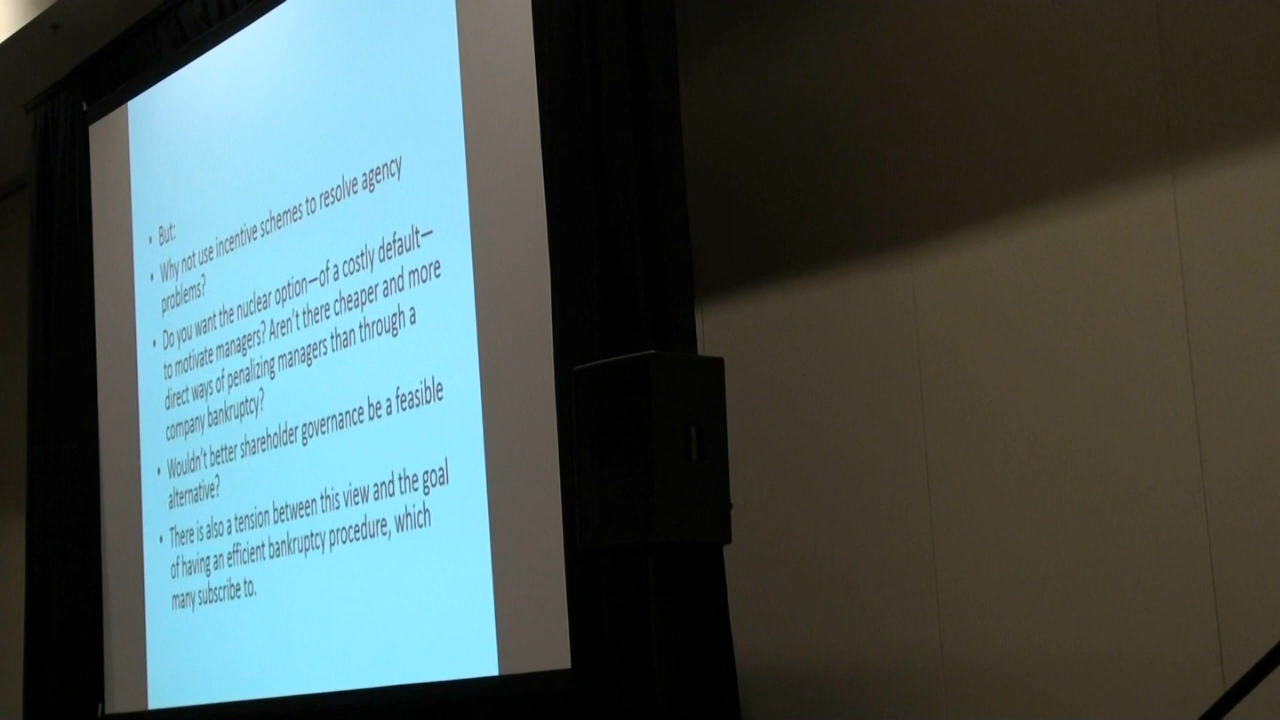 • But:
• Why not use incentive schemes to resolve agency
problems?
• Do you want the nuclear option—of a costly default—
to motivate managers? Aren't there cheaper and more
direct ways of penalizing managers than through a
company bankruptcy?
• Wouldn't better shareholder governance be a feasible
alternative?
• There is also a tension between this view and the goal
of having an efficient bankruptcy procedure, which
many subscribe to.